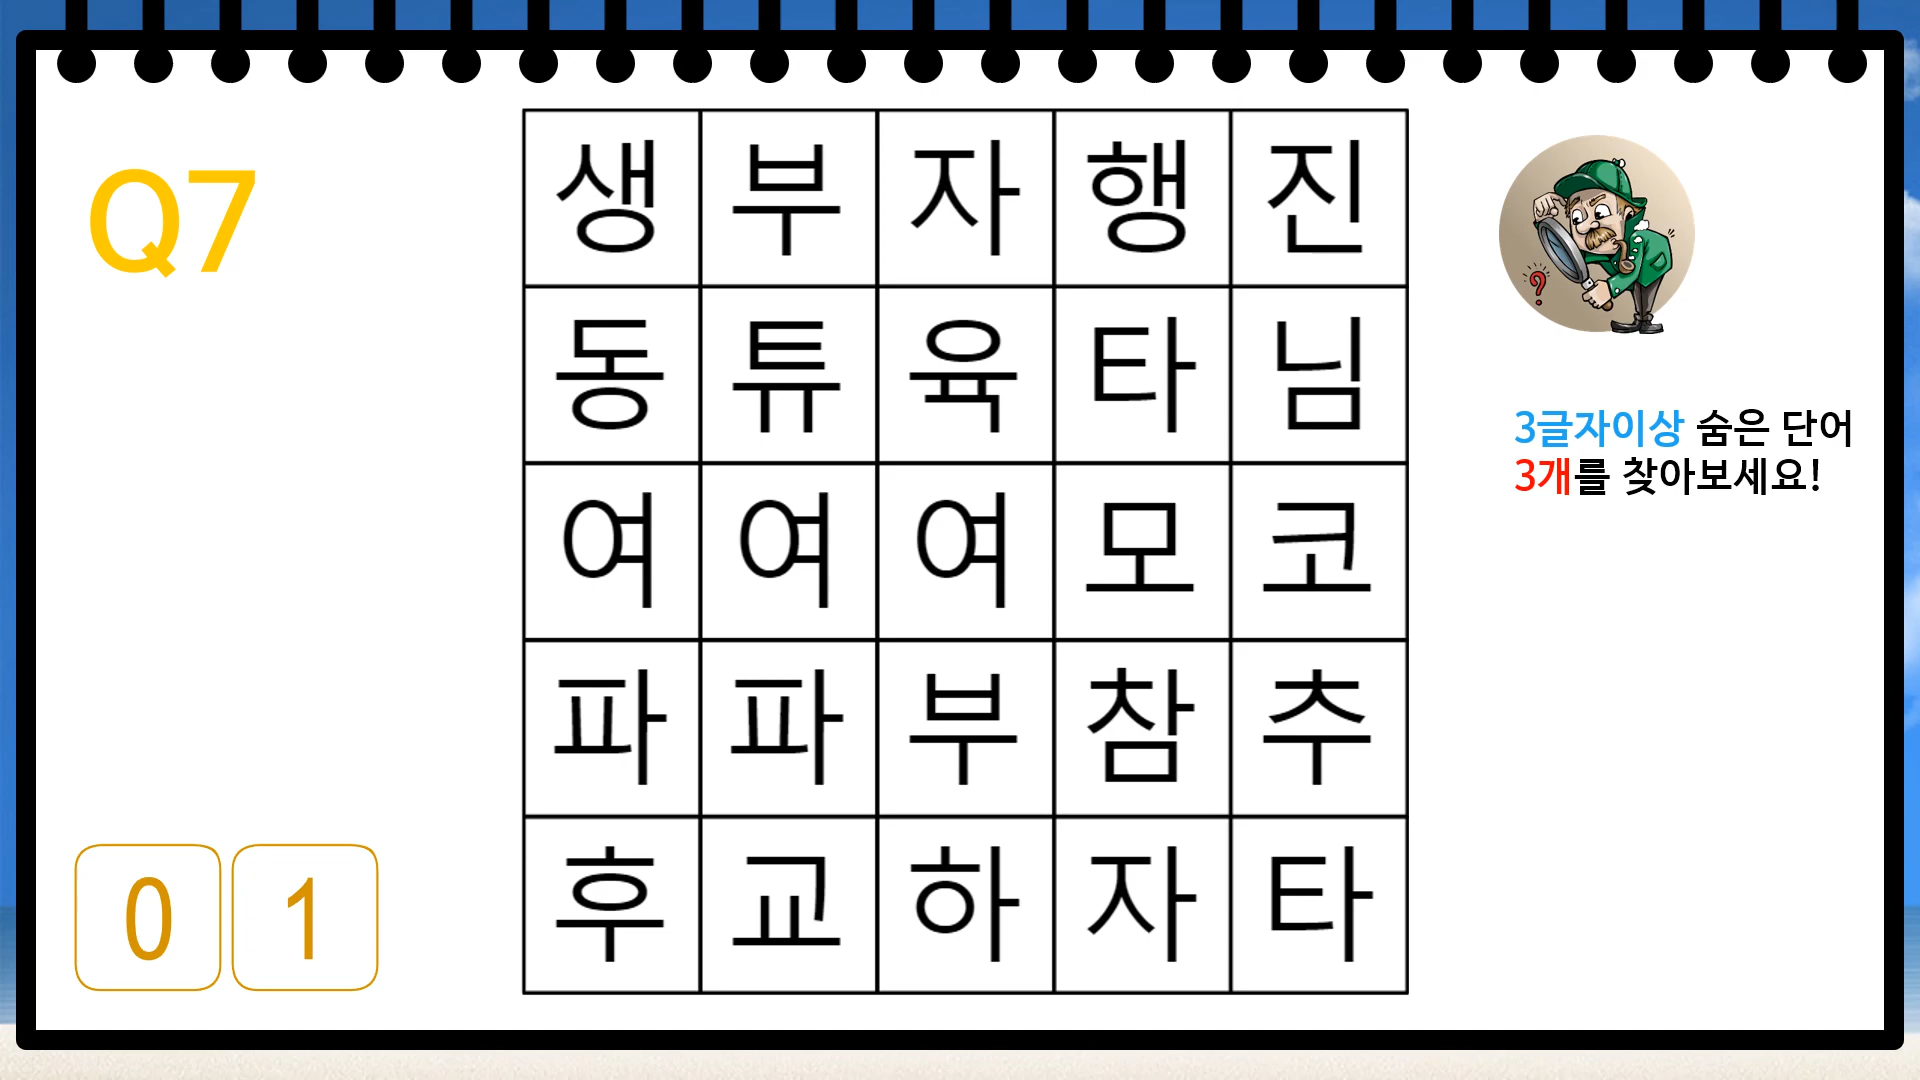 Q7
생 부 자 행 진
동 튜 육 타 님
여 여 여 모 코
파 파 부 참 추
후 교 하 자 타
3글자이상 숨은 단어
3개를 찾아보세요!
?
0 1